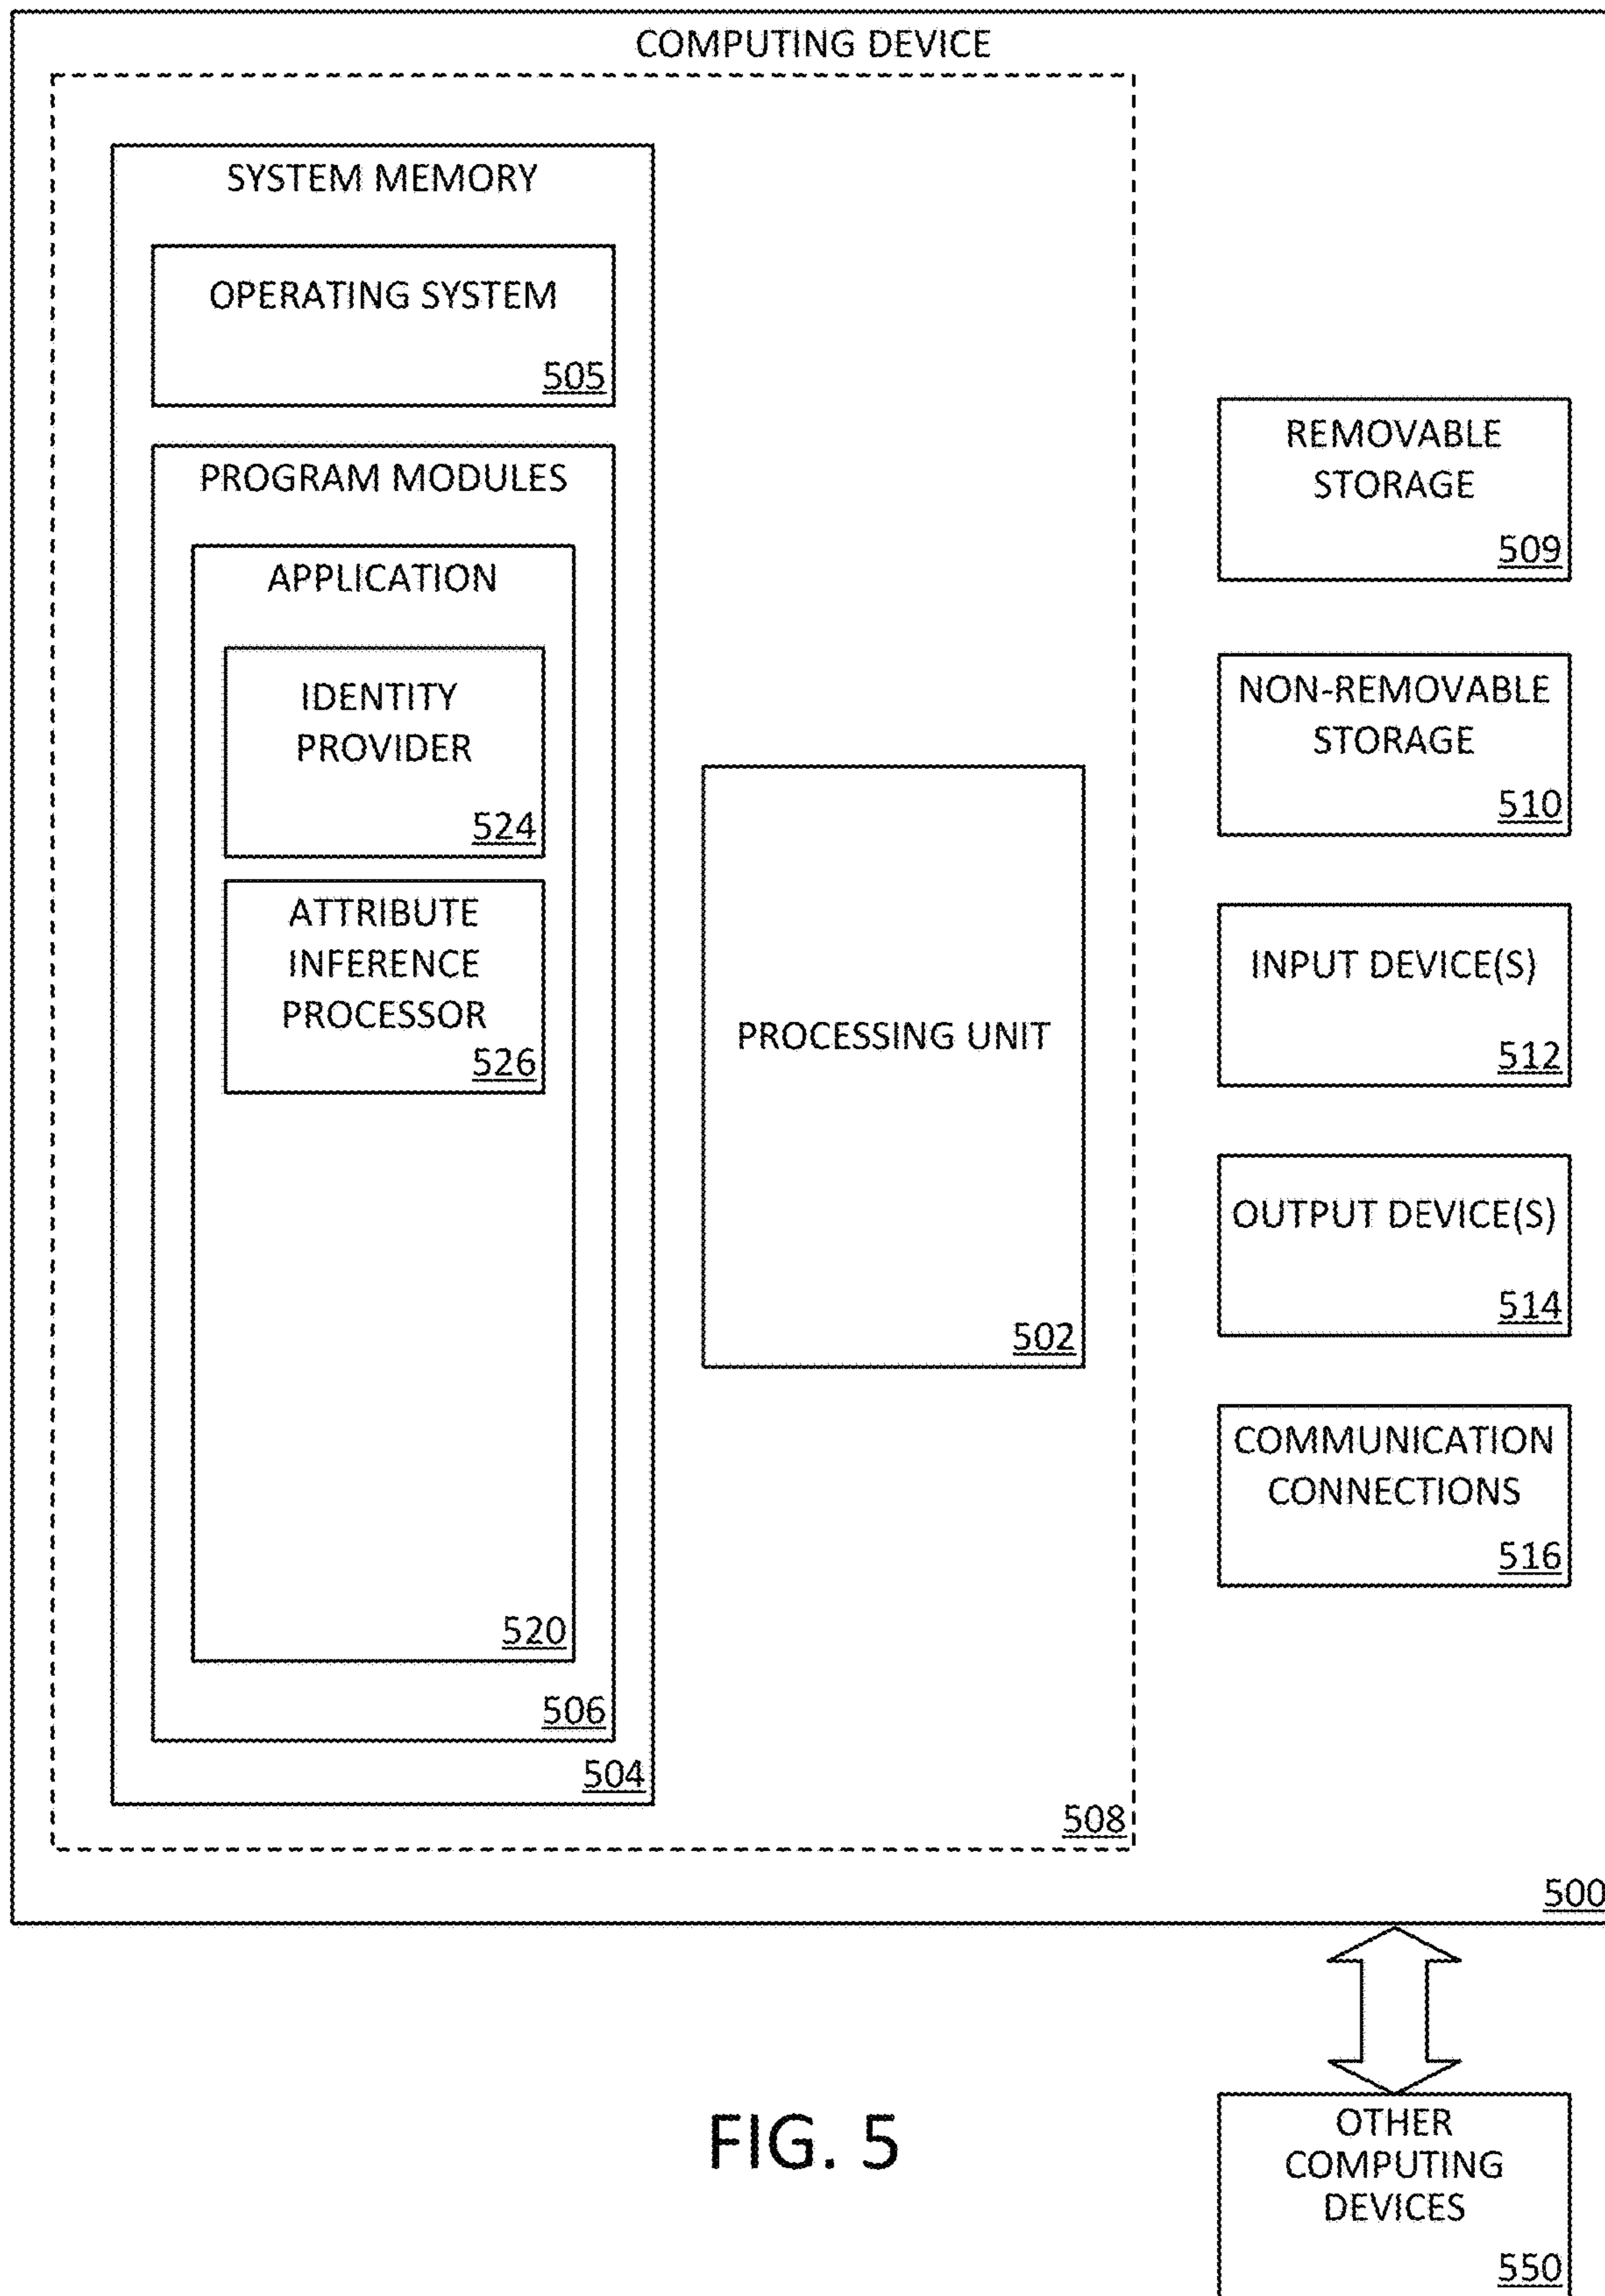 COMPUTING DEVICE
SYSTEM MEMORY
OPERATING SYSTEM
505
PROGRAM MODULES
APPLICATION
IDENTITY
PROVIDER
524
ATTRIBUTE
INFERENCE
PROCESSOR
526
520
506
504
PROCESSING UNIT
502
508
REMOVABLE
STORAGE
509
NON-REMOVABLE
STORAGE
510
INPUT DEVICE(S)
512
OUTPUT DEVICE(S)
514
COMMUNICATION
CONNECTIONS
516
500
OTHER
COMPUTING
DEVICES
550
FIG. 5